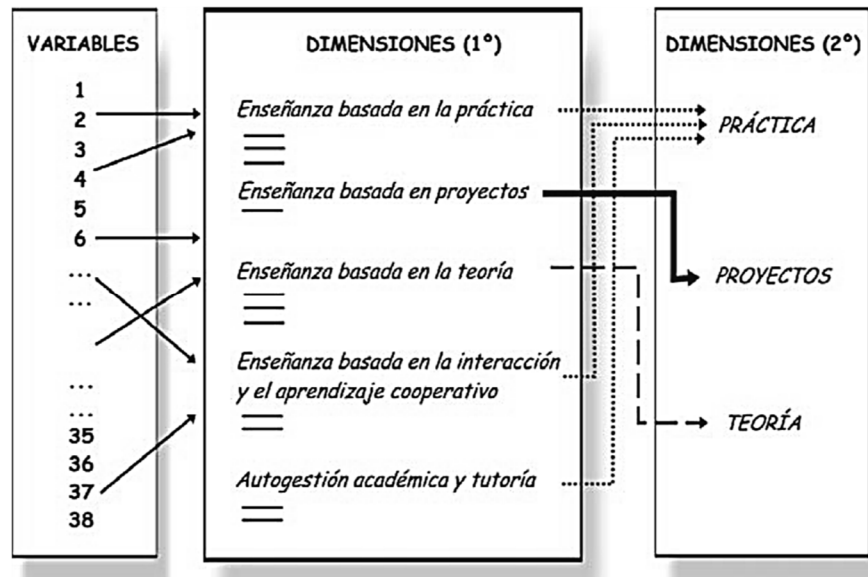 VARIABLES
1
2
3
4
5
6
...
...
...
...
35
36
37
38
DIMENSIONES (1º)
Enseñanza basada en la práctica
Enseñanza basada en proyectos
Enseñanza basada en la teoría
Enseñanza basada en la interacción
y el aprendizaje cooperativo
Autogestión académica y tutoría
DIMENSIONES (2º)
PRÁCTICA
PROYECTOS
TEORÍA